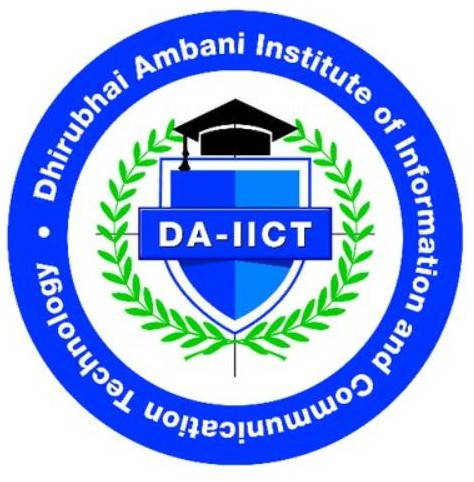 Dhirubhai Ambani Institute of Information and Communication Technology •
DA-IICT